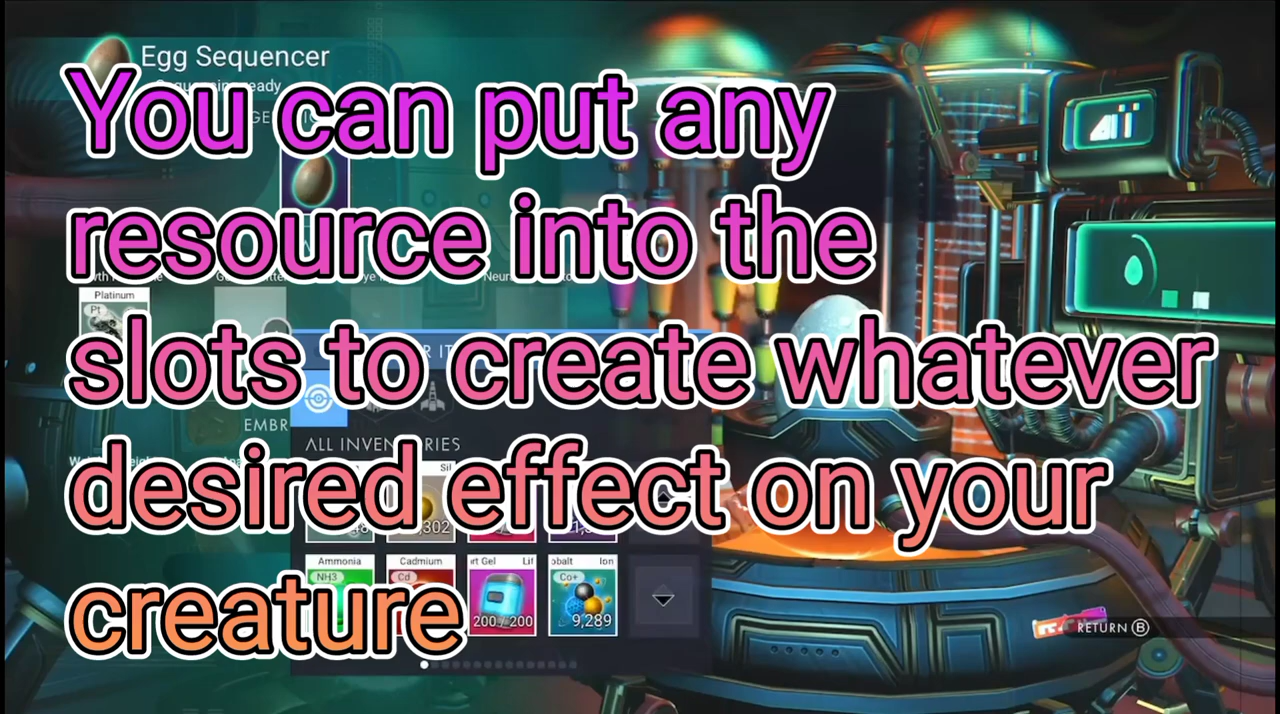 Egg Sequencer
You can put any
resource into the
Platinum
Pt
slots to create whatever
ALL INVENTORIES
desired effect on your
Ammonia
NH3
Cadmium
Cd
Co+
Ion
200/200
9,289
creature
RETURN B